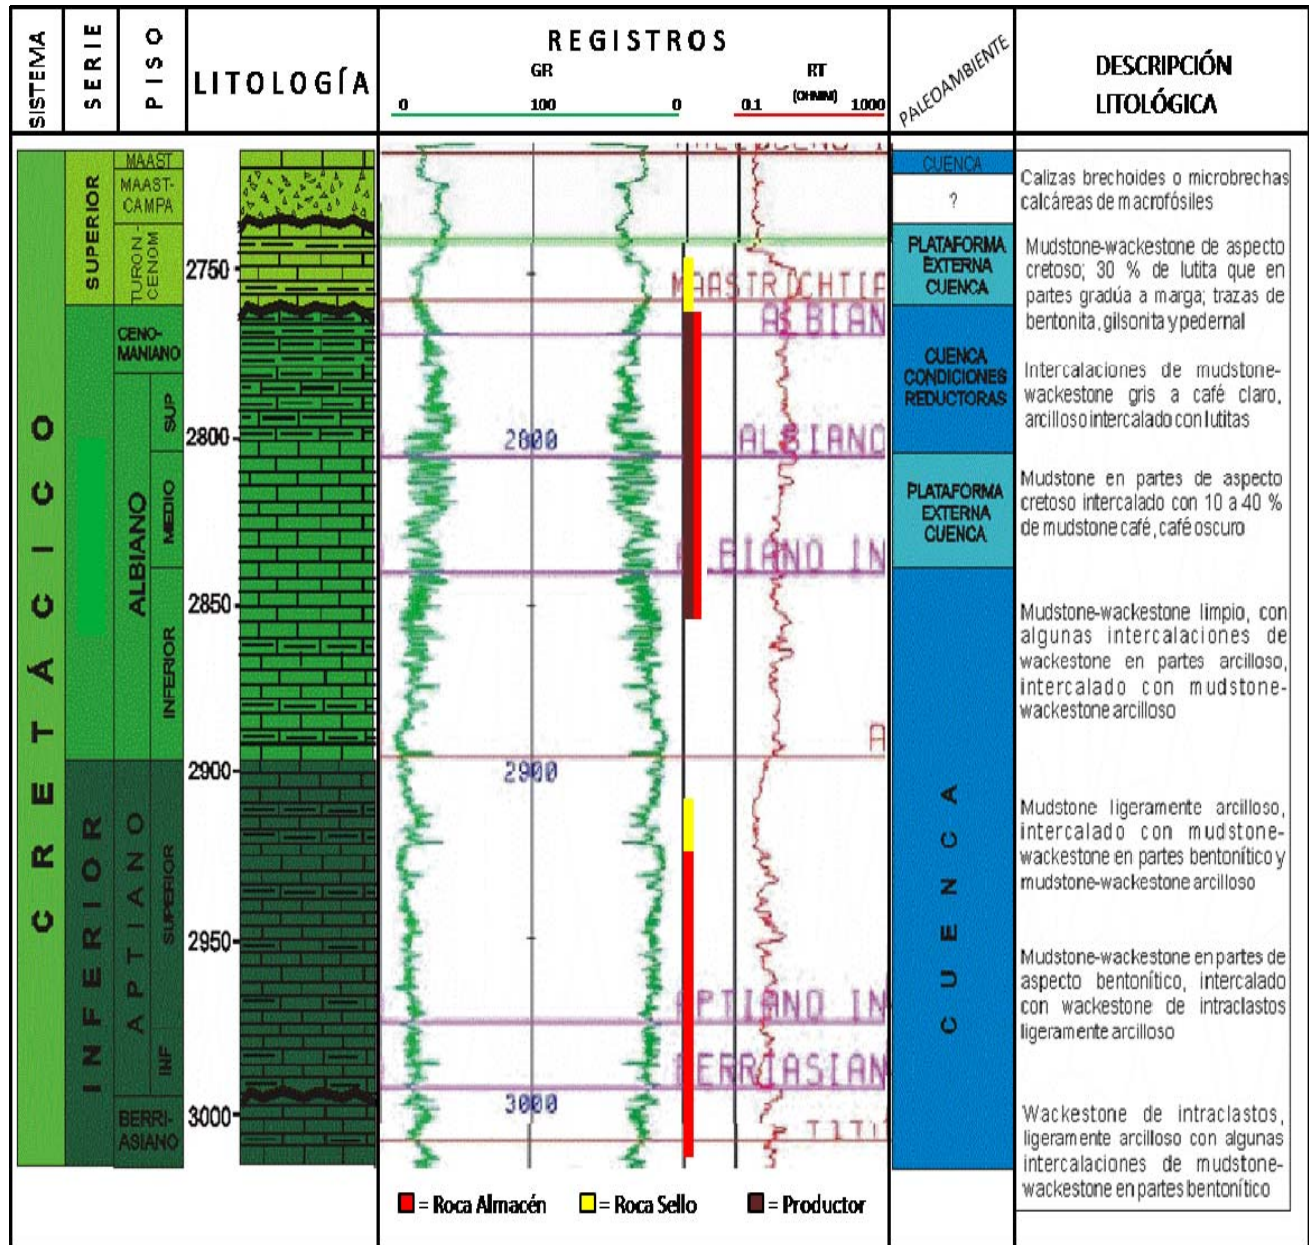 SISTEMA
SERIE
PISO
LITOLOGÍA
REGISTROS
GR
0 100 0
RT
(OHMM)
0.1 1000
PALEOAMBIENTE
DESCRIPCIÓN
LITOLÓGICA
CRETÁCICO
SUPERIOR
INFERIOR
MAAST
MAAST-
CAMPA
TURON-
CENOM
CENO-
MANIANO
ALBIANO
SUP
MEDIO
INFERIOR
APTIANO
SUPERIOR
INF
BERRI-
ASIANO
2750
2800
2850
2900
2950
3000
MAASTRICHTIA
ALBIAN
2800
ALBIANO
ALBIANO IN
A
2900
APTIANO IN
BERRIASIAN
3000
TITI
CUENCA
?
PLATAFORMA
EXTERNA
CUENCA
CUENCA
CONDICIONES
REDUCTORAS
PLATAFORMA
EXTERNA
CUENCA
CUENCA
Calizas brechoides o microbrechas
calcáreas de macrofósiles
Mudstone-wackestone de aspecto
cretoso; 30 % de lutita que en
partes gradúa a marga; trazas de
bentonita, gilsonita y pedernal
Intercalaciones de mudstone-
wackestone gris a café claro,
arcilloso intercalado con lutitas
Mudstone en partes de aspecto
cretoso intercalado con 10 a 40 %
de mudstone café, café oscuro
Mudstone-wackestone limpio, con
algunas intercalaciones de
wackestone en partes arcilloso,
intercalado con mudstone-
wackestone arcilloso
Mudstone ligeramente arcilloso,
intercalado con mudstone-
wackestone en partes bentonítico y
mudstone-wackestone arcilloso
Mudstone-wackestone en partes de
aspecto bentonítico, intercalado
con wackestone de intraclastos
ligeramente arcilloso
Wackestone de intraclastos,
ligeramente arcilloso con algunas
intercalaciones de mudstone-
wackestone en partes bentonítico
= Roca Almacén = Roca Sello = Productor